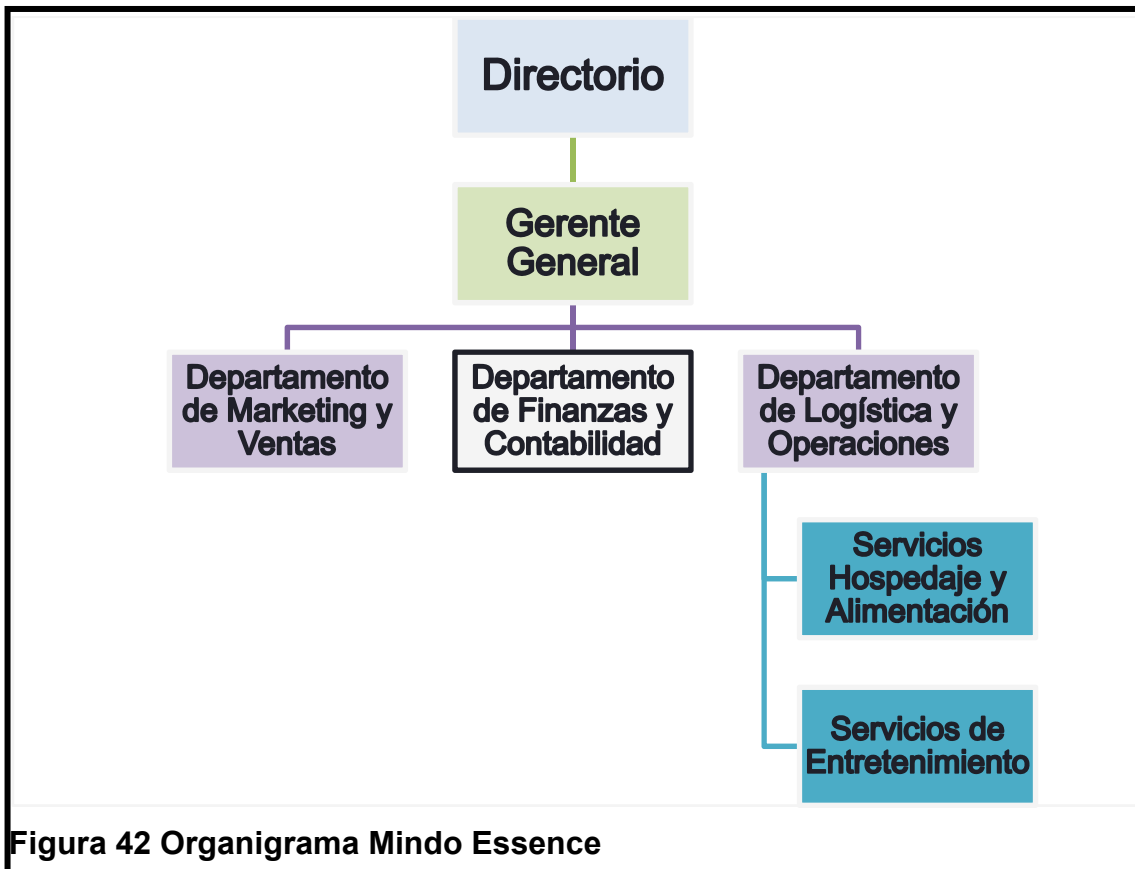 Directorio
Gerente
General
Departamento
de Marketing y
Ventas
Departamento
de Finanzas y
Contabilidad
Departamento
de Logística y
Operaciones
Servicios
Hospedaje y
Alimentación
Servicios de
Entretenimiento
Figura 42 Organigrama Mindo Essence